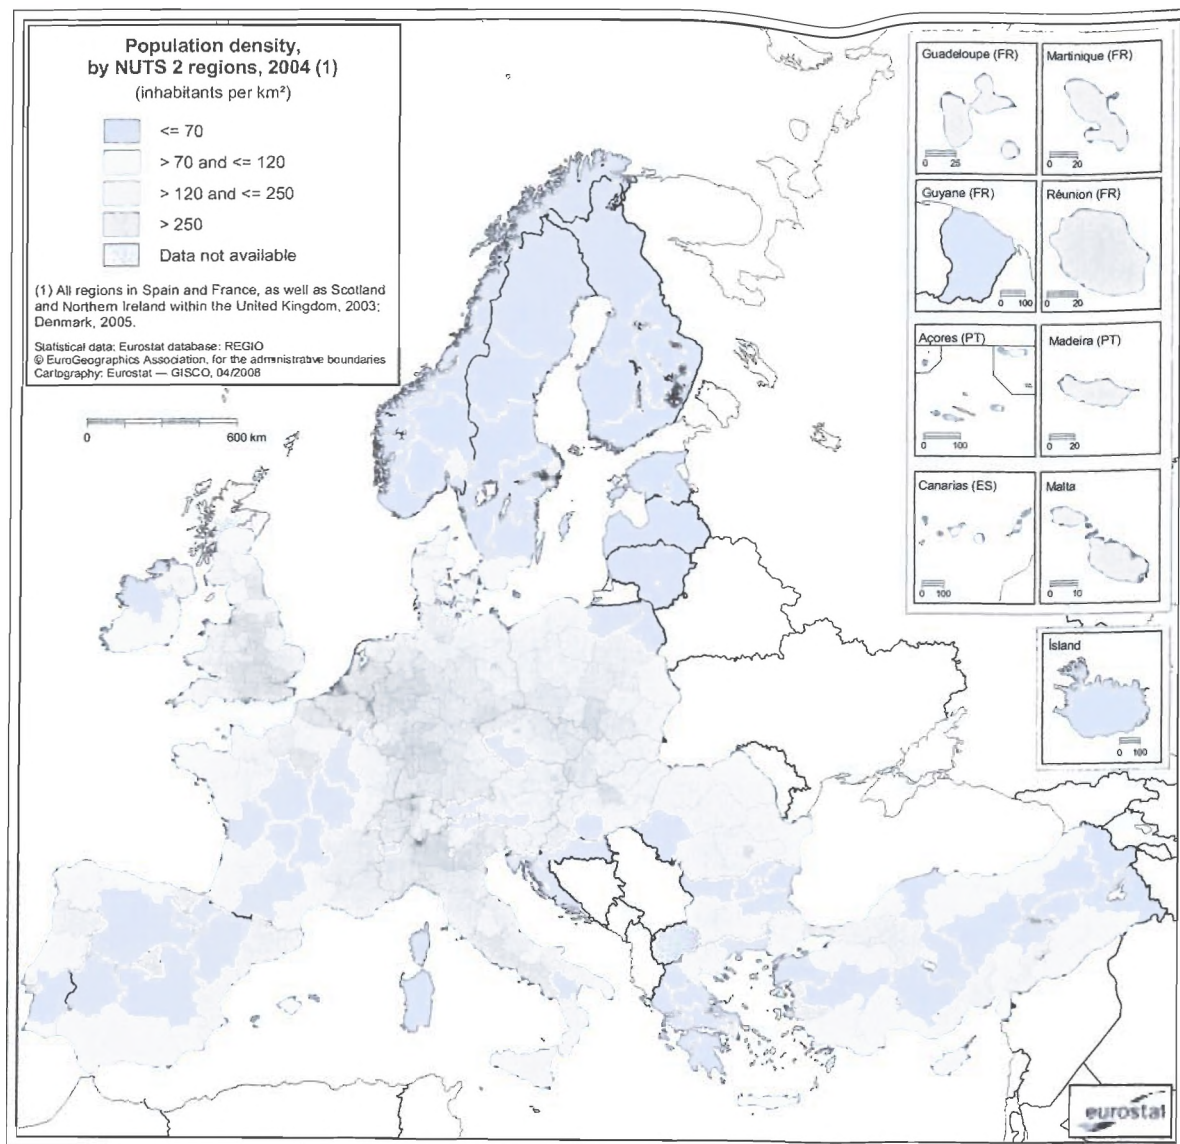 Population density,
by NUTS 2 regions, 2004 (1)
(inhabitants per km²)
<= 70
> 70 and <= 120
> 120 and <= 250
> 250
Data not available
(1) All regions in Spain and France, as well as Scotland
and Northern Ireland within the United Kingdom, 2003;
Denmark, 2005.
Statistical data: Eurostat database: REGIO
© EuroGeographics Association, for the administrative boundaries
Cartography: Eurostat — GISCO, 04/2008
0 600 km
Guadeloupe (FR)
0 25
Martinique (FR)
0 20
Guyane (FR)
0 100
Réunion (FR)
0 20
Açores (PT)
0 100
Madeira (PT)
0 20
Canarias (ES)
0 100
Malta
0 10
Ísland
0 100
eurostat